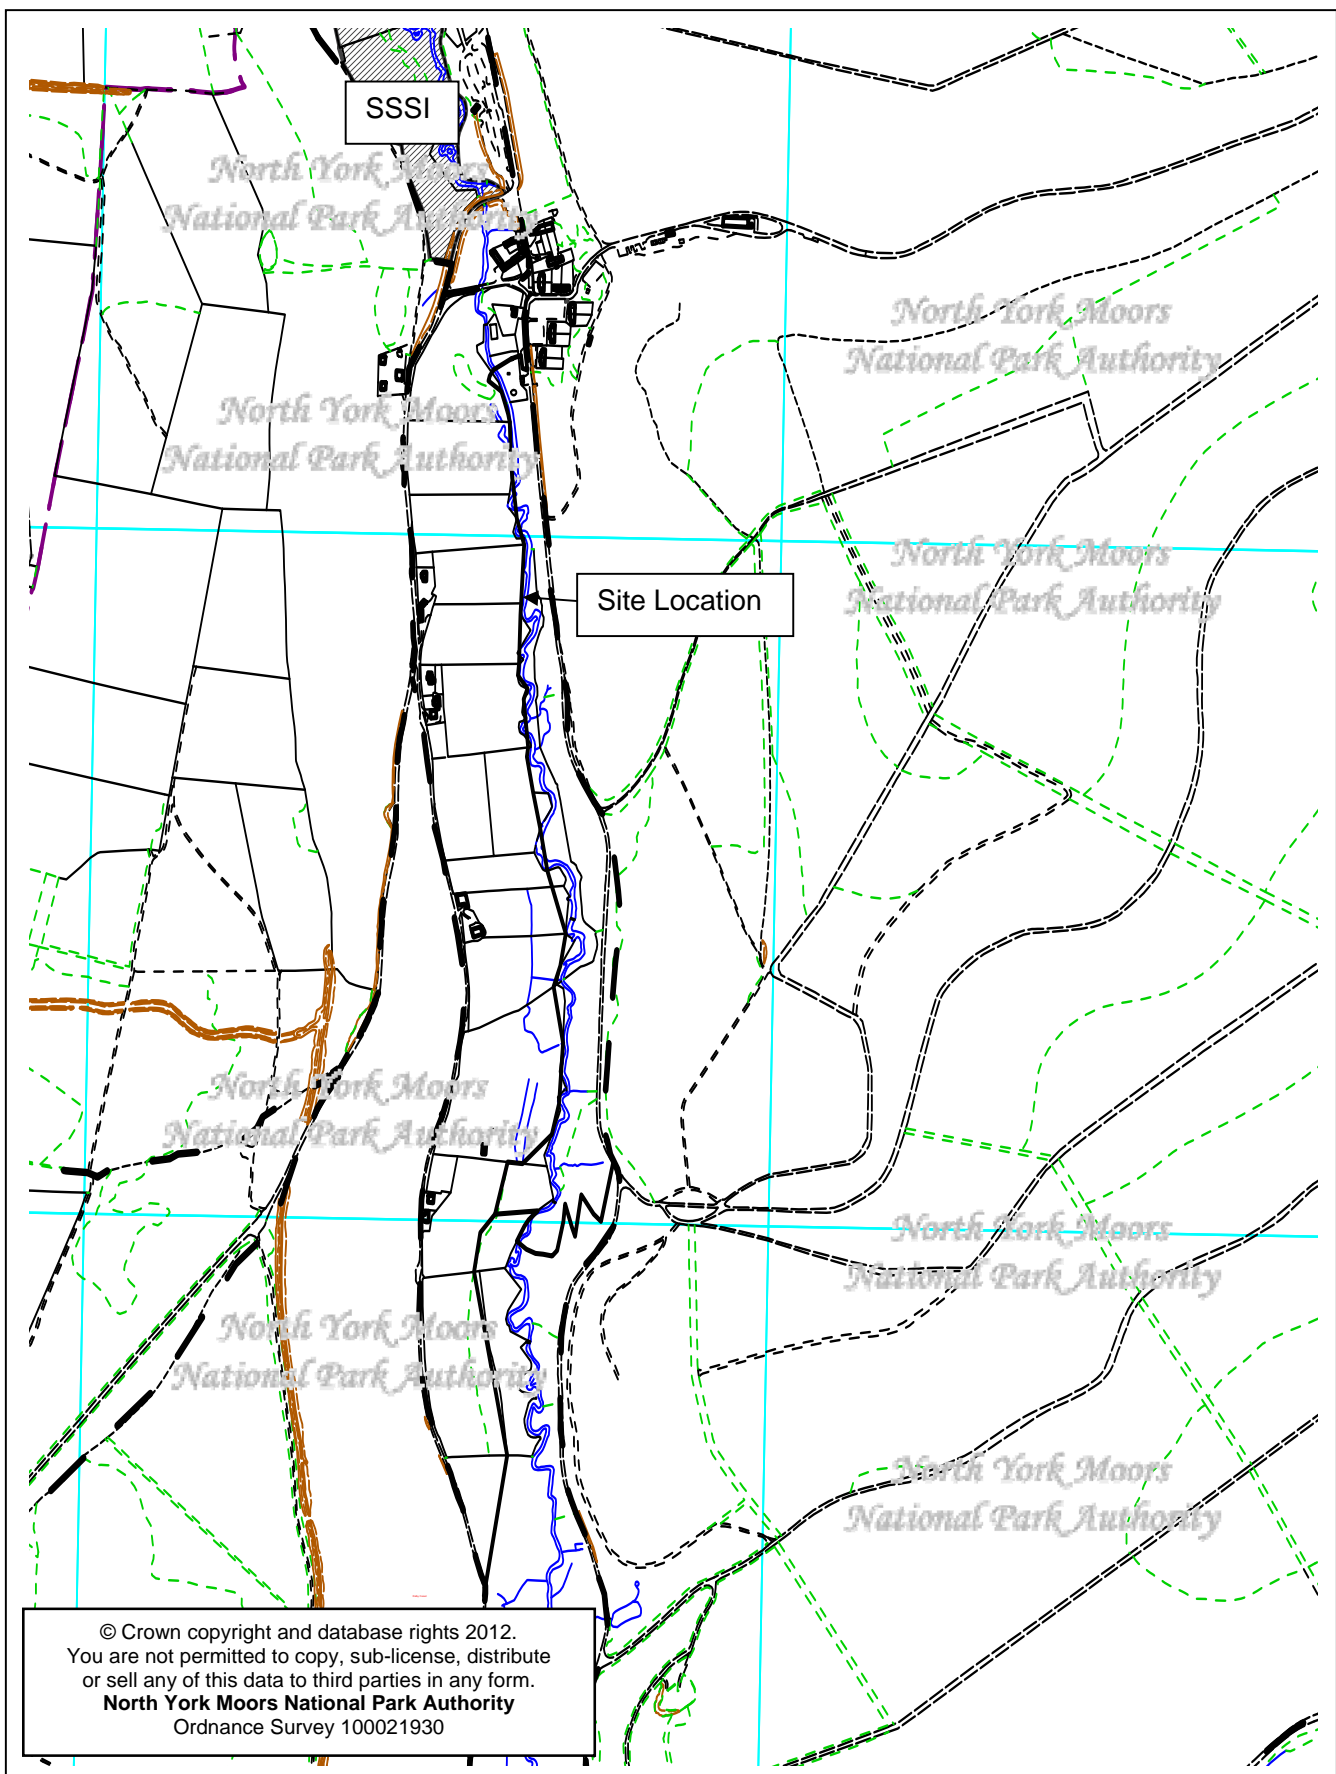 SSSI
North York Moors
National Park Authority
North York Moors
National Park Authority
North York Moors
National Park Authority
North York Moors
National Park Authority
Site Location
North York Moors
National Park Authority
North York Moors
National Park Authority
North York Moors
National Park Authority
North York Moors
National Park Authority
© Crown copyright and database rights 2012.
You are not permitted to copy, sub-license, distribute
or sell any of this data to third parties in any form.
North York Moors National Park Authority
Ordnance Survey 100021930